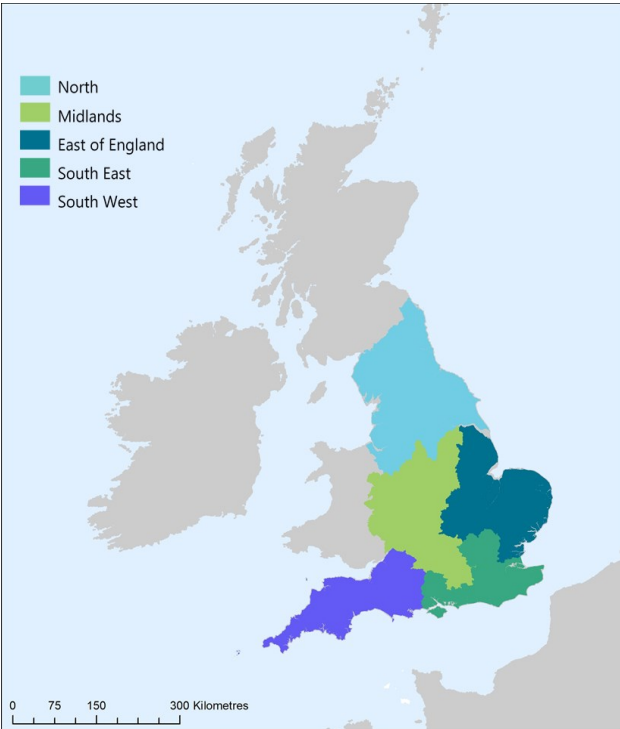 North
Midlands
East of England
South East
South West
0 75 150 300 Kilometres